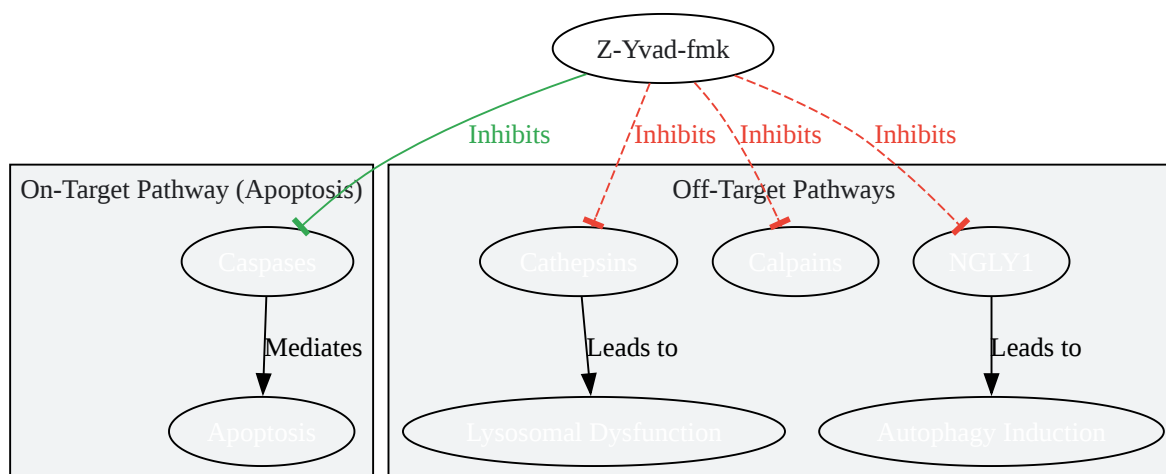 Z-Yvad-fmk
Inhibits
Inhibits
Inhibits
Inhibits
On-Target Pathway (Apoptosis)
Off-Target Pathways
Caspases
Cathepsins
Calpains
NGLY1
Mediates
Leads to
Leads to
Apoptosis
Lysosomal Dysfunction
Autophagy Induction